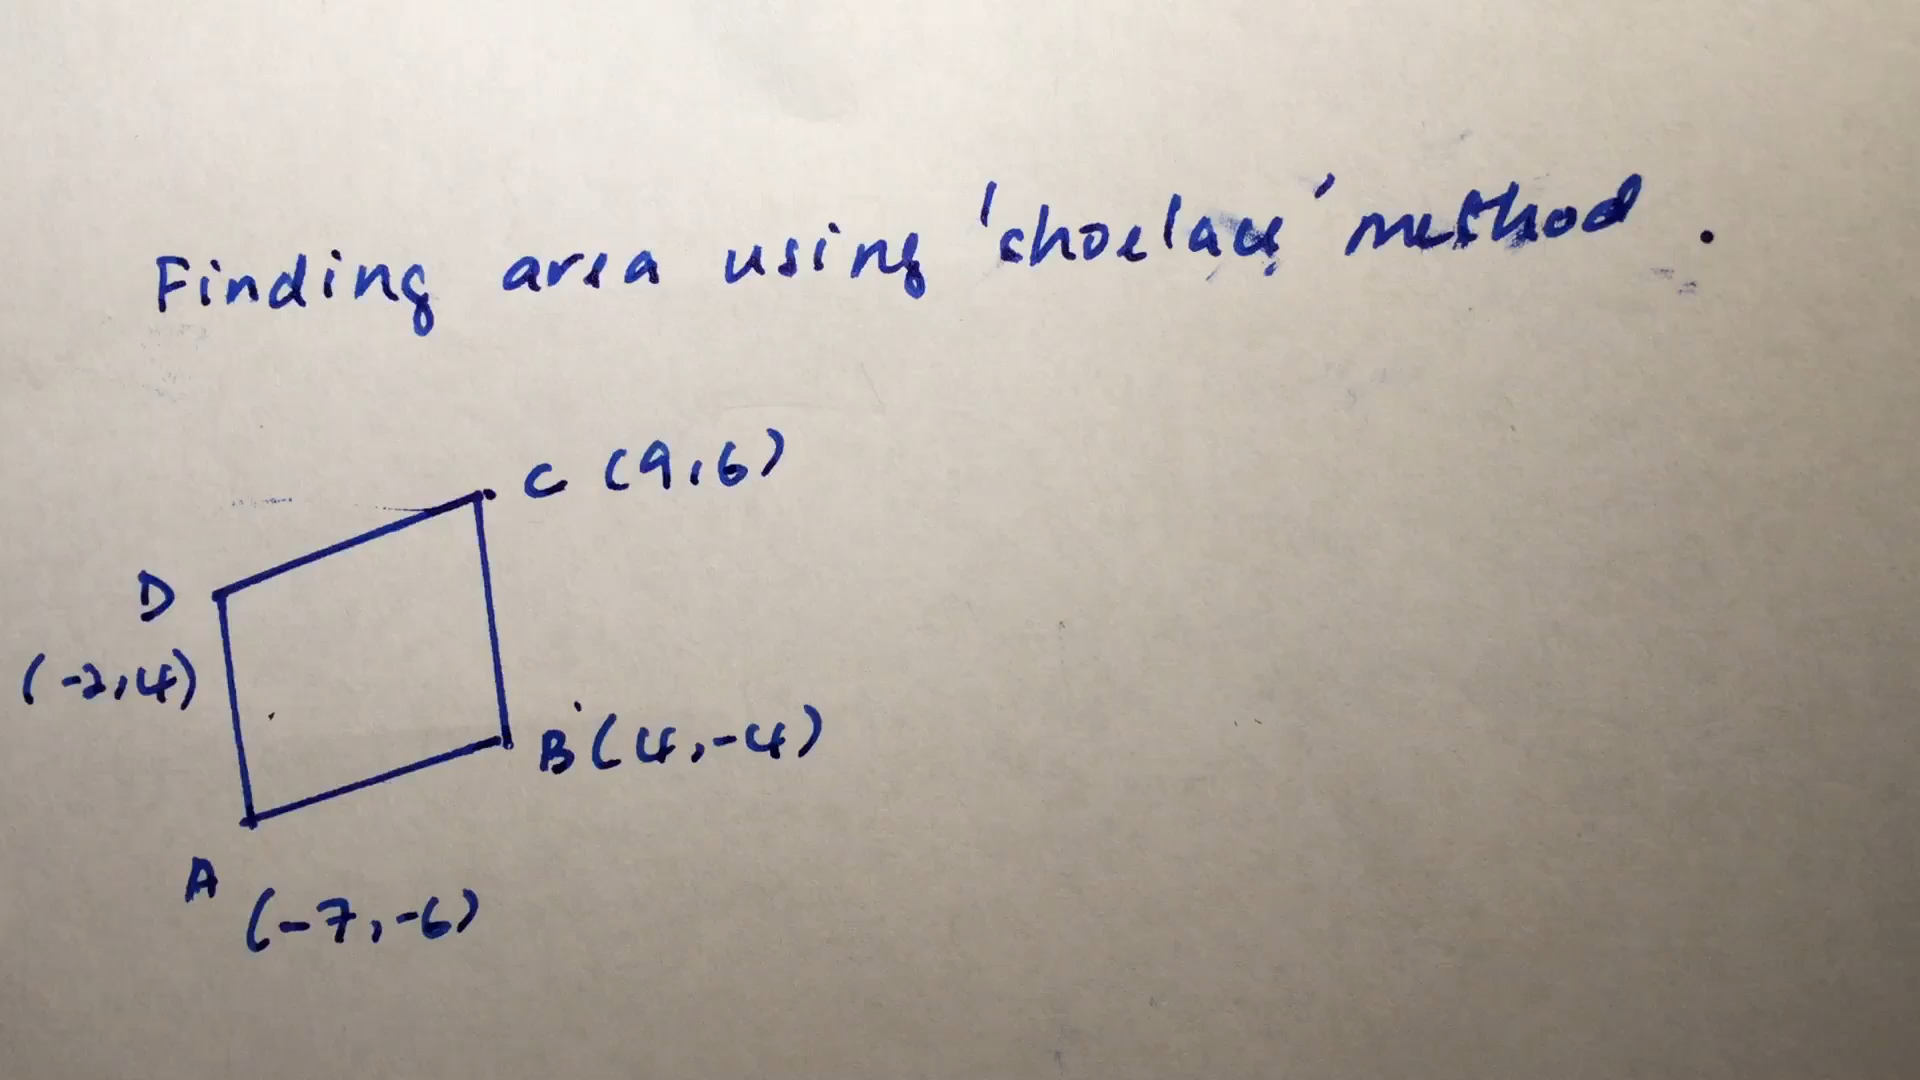 Finding area using 'shoelace' method.
C (9,6)
D
(-2,4)
B (4,-4)
A
(-7,-6)